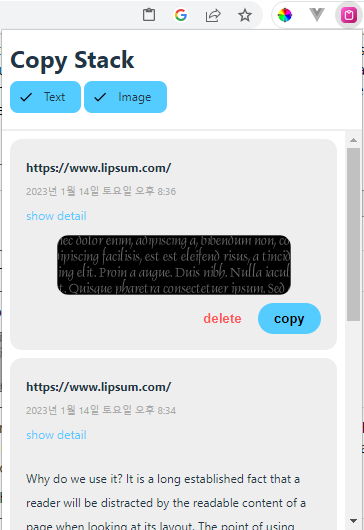 Copy Stack
Text
Image
https://www.lipsum.com/
2023년 1월 14일 토요일 오후 8:36
show detail
nec dolor enim, adipiscing a, bibendum non, co
adipiscing facilisis, est est eleifend risus, a tincid
ing elit. Proin a augue. Duis nibh. Nulla iacul
t. Quisque pharetra consectetuer ipsum. Sed
delete
copy
https://www.lipsum.com/
2023년 1월 14일 토요일 오후 8:34
show detail
Why do we use it? It is a long established fact that a
reader will be distracted by the readable content of a
page when looking at its layout. The point of using